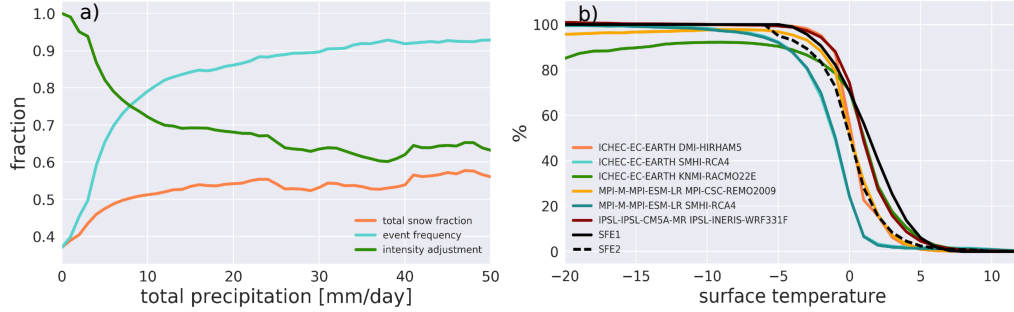 a)
fraction
0.9
0.8
0.7
0.6
0.5
0.4
total snow fraction
event frequency
intensity adjustment
0 10 20 30 40 50
total precipitation [mm/day]
b)
%
100
80
60
40
20
0
ICHEC-EC-EARTH DMI-HIRHAM5
ICHEC-EC-EARTH SMHI-RCA4
ICHEC-EC-EARTH KNMI-RACMO22E
MPI-M-MPI-ESM-LR MPI-CSC-REMO2009
MPI-M-MPI-ESM-LR SMHI-RCA4
IPSL-IPSL-CM5A-MR IPSL-INERIS-WRF331F
SFE1
SFE2
−20 −15 −10 −5 0 5 10
surface temperature